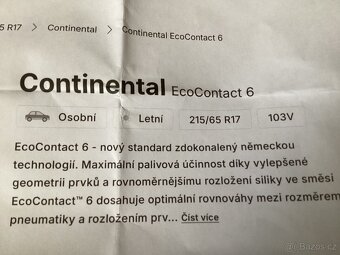 5 R17 > Continental > Continental EcoContact 6
Continental EcoContact 6
Osobní Letní 215/65 R17 103V
EcoContact 6 - nový standard zdokonalený německou
technologií. Maximální palivová účinnost díky vylepšené
geometrii prvků a rovnoměrnějšímu rozložení siliky ve směsi
EcoContact™ 6 dosahuje optimální rovnováhy mezi rozměrem
pneumatiky a rozložením prv... Číst více
Bazos.cz